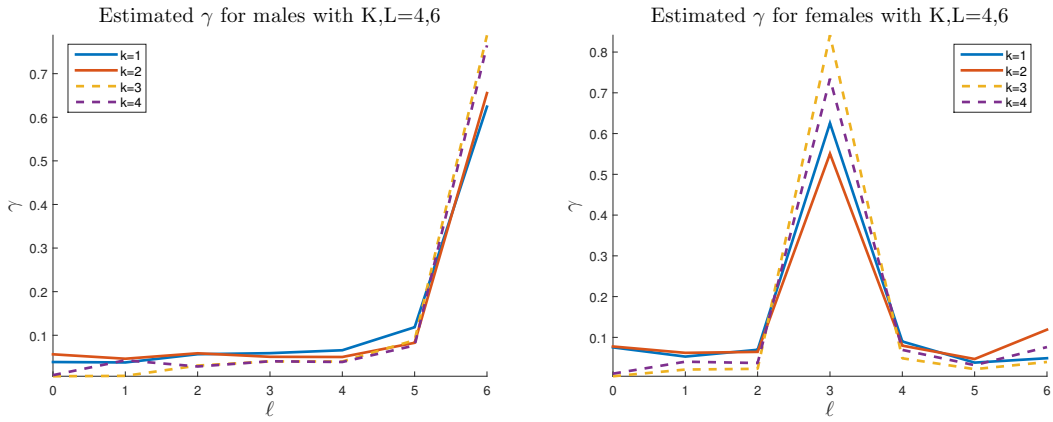 Estimated γ for males with K,L=4,6
k=1
k=2
k=3
k=4
0.7
0.6
0.5
0.4
0.3
0.2
0.1
γ
0 1 2 3 4 5 6
ℓ
Estimated γ for females with K,L=4,6
k=1
k=2
k=3
k=4
0.8
0.7
0.6
0.5
0.4
0.3
0.2
0.1
γ
0 1 2 3 4 5 6
ℓ